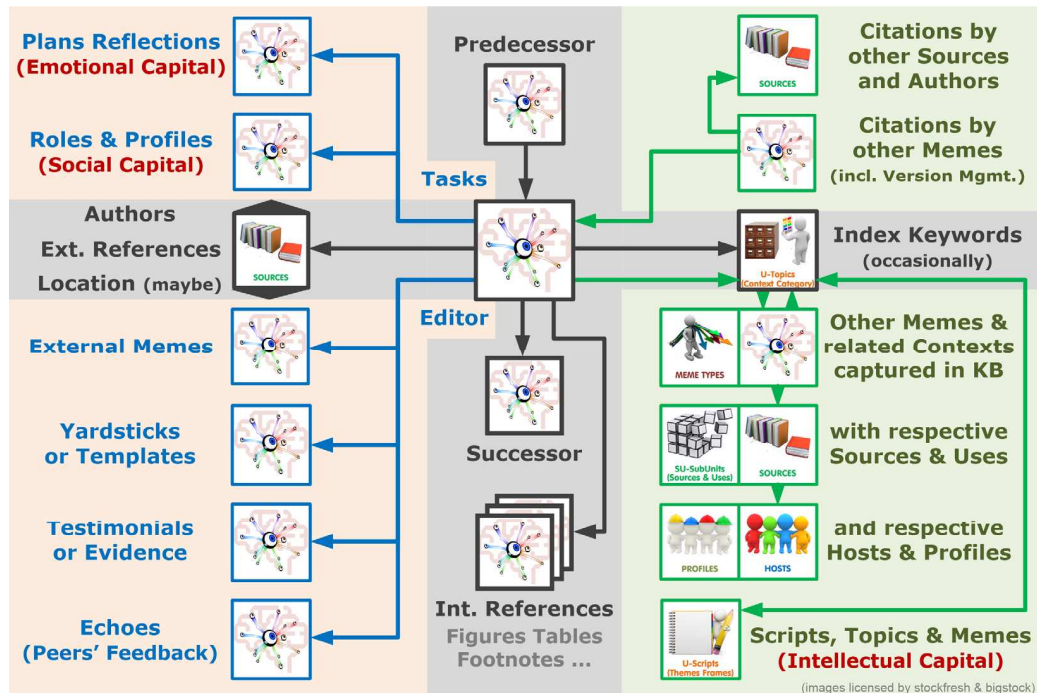 Plans Reflections
(Emotional Capital)
Roles & Profiles
(Social Capital)
Authors
Ext. References
Location (maybe)
SOURCES
External Memes
Yardsticks
or Templates
Testimonials
or Evidence
Echoes
(Peers' Feedback)
Predecessor
Tasks
Editor
Successor
Int. References
Figures Tables
Footnotes ...
SOURCES
Citations by
other Sources
and Authors
Citations by
other Memes
(incl. Version Mgmt.)
U-Topics
(Context Category)
Index Keywords
(occasionally)
MEME TYPES
Other Memes &
related Contexts
captured in KB
SU-SubUnits
(Sources & Uses)
SOURCES
with respective
Sources & Uses
PROFILES
HOSTS
and respective
Hosts & Profiles
U-Scripts
(Themes Frames)
Scripts, Topics & Memes
(Intellectual Capital)
(images licensed by stockfresh & bigstock)